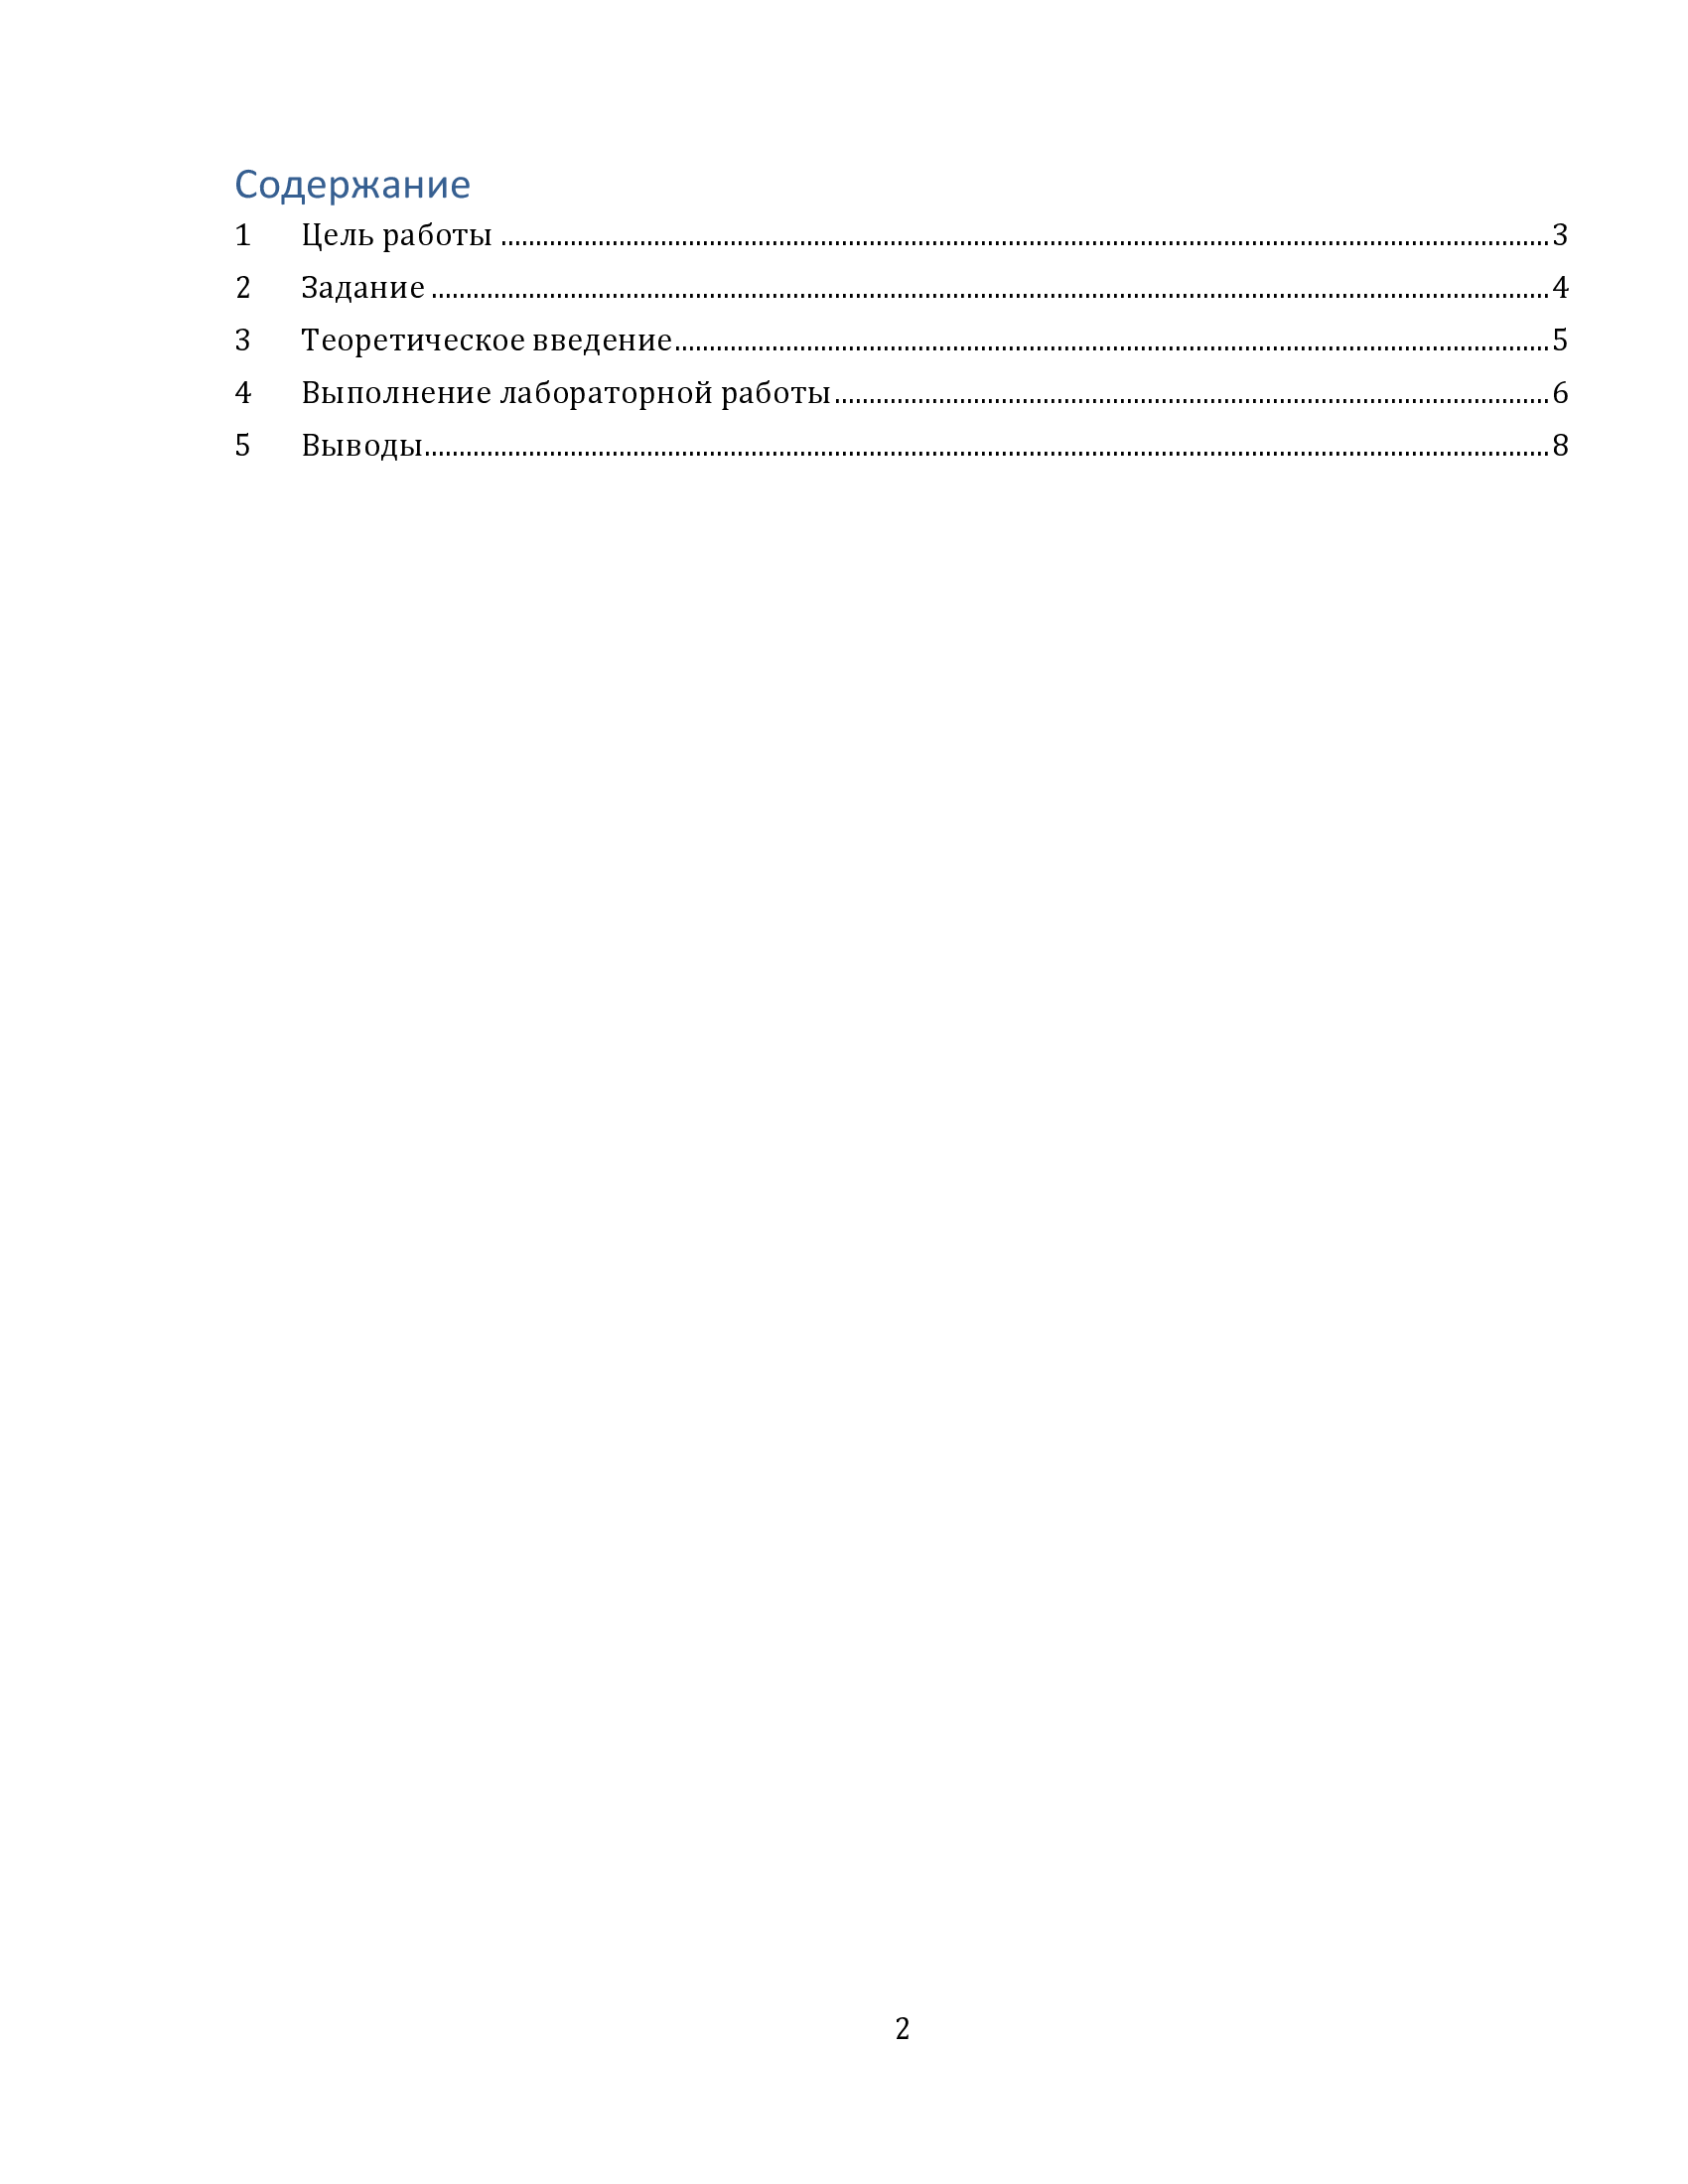 Содержание
1 Цель работы ........ 3
2 Задание ........ 4
3 Теоретическое введение ........ 5
4 Выполнение лабораторной работы ........ 6
5 Выводы ........ 8
2